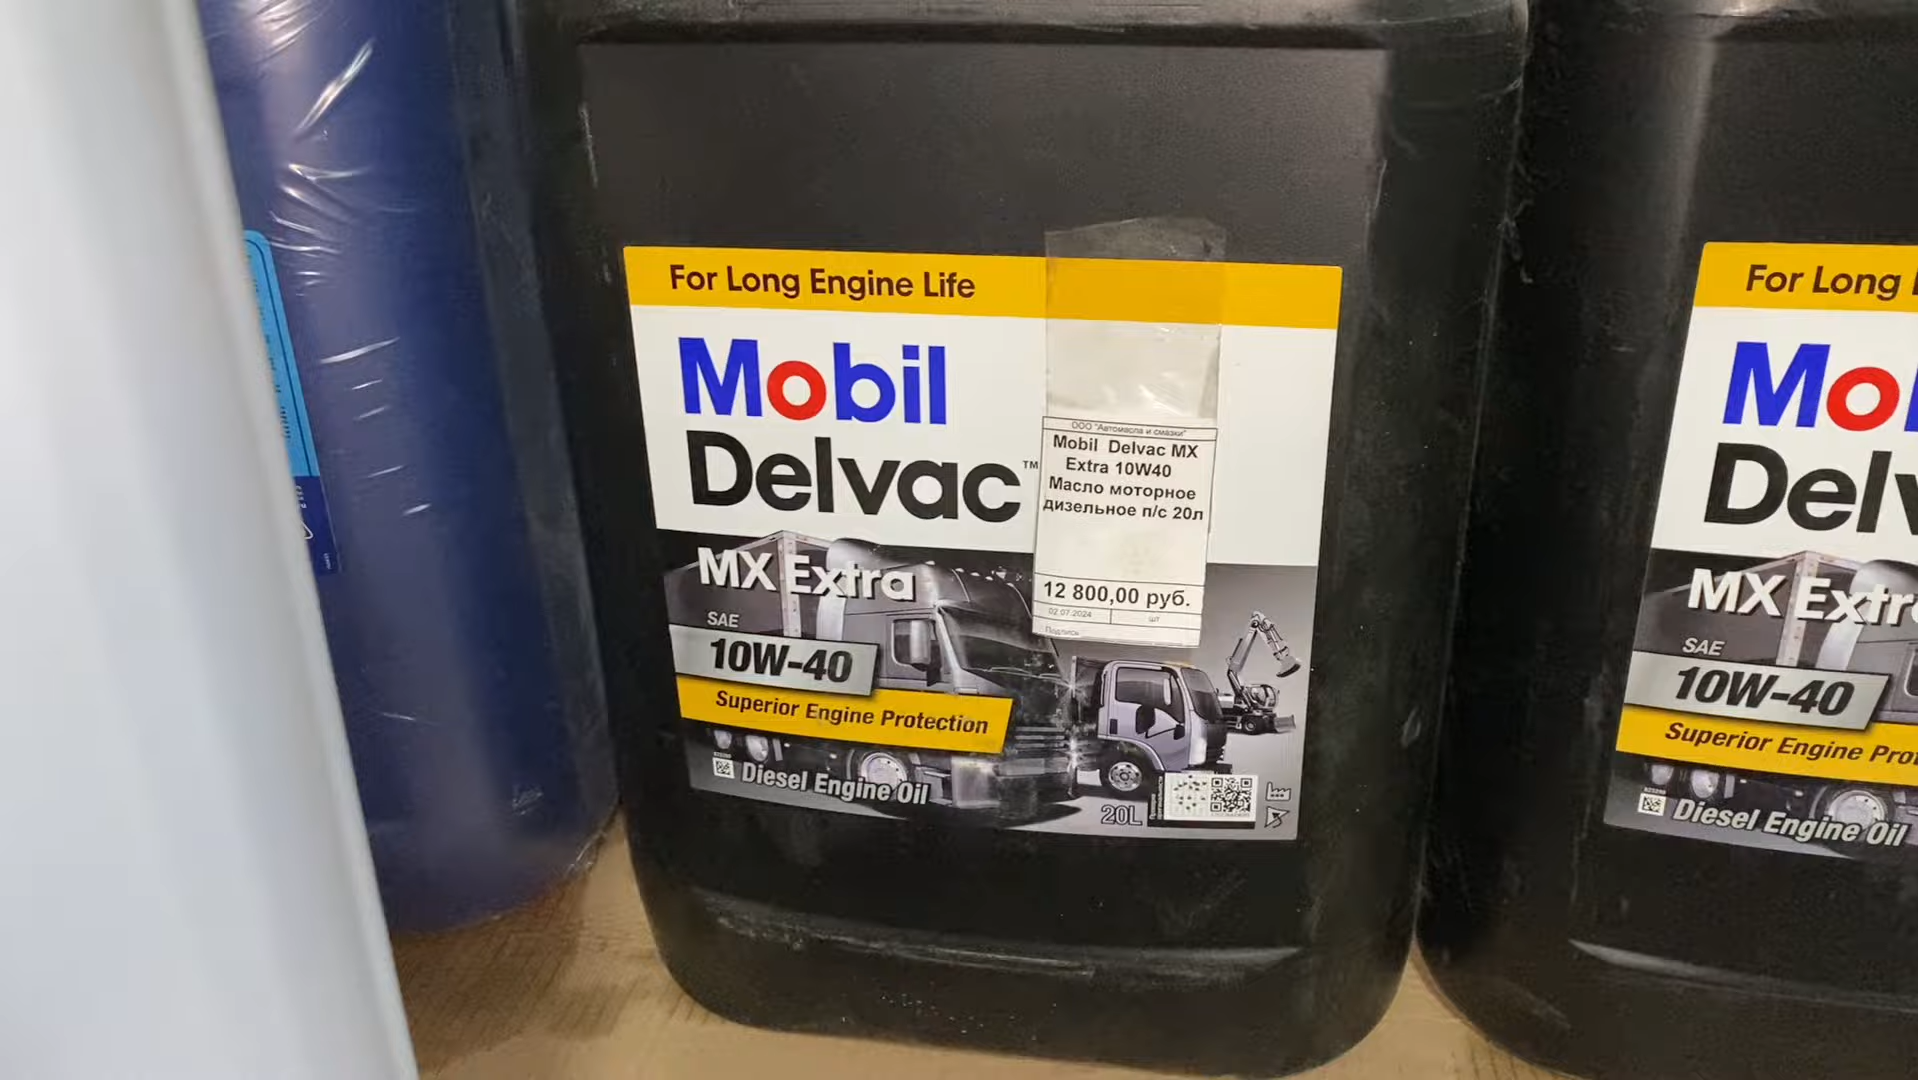 For Long Engine Life
Mobil
Delvac™
MX Extra
SAE
10W-40
Superior Engine Protection
Diesel Engine Oil
20L
ООО "Автомасла и смазки"
Mobil Delvac MX
Extra 10W40
Масло моторное
дизельное п/с 20л
12 800,00 руб.
02.07.2024
шт
Подпись
For Long
Mo
Delv
MX Extr
SAE
10W-40
Superior Engine Pro
Diesel Engine Oil